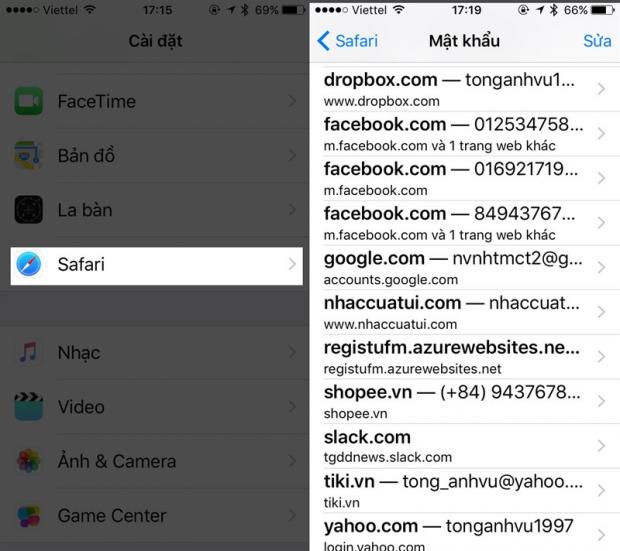 Viettel 17:15 69%
Cài đặt
FaceTime
Bản đồ
La bàn
Safari
Nhạc
Video
Ảnh & Camera
Game Center
Viettel 17:19 66%
Safari Mật khẩu Sửa
dropbox.com — tonganhvu1...
www.dropbox.com
facebook.com — 012534758...
m.facebook.com và 1 trang web khác
facebook.com — 016921719...
m.facebook.com
facebook.com — 84943767...
m.facebook.com và 1 trang web khác
google.com — nvnhtmct2@g...
accounts.google.com
nhaccuatui.com — nhaccuat...
www.nhaccuatui.com
registufm.azurewebsites.ne...
registufm.azurewebsites.net
shopee.vn — (+84) 9437678...
shopee.vn
slack.com
tgddnews.slack.com
tiki.vn — tong_anhvu@yahoo....
tiki.vn
yahoo.com — tonganhvu1997
login.yahoo.com